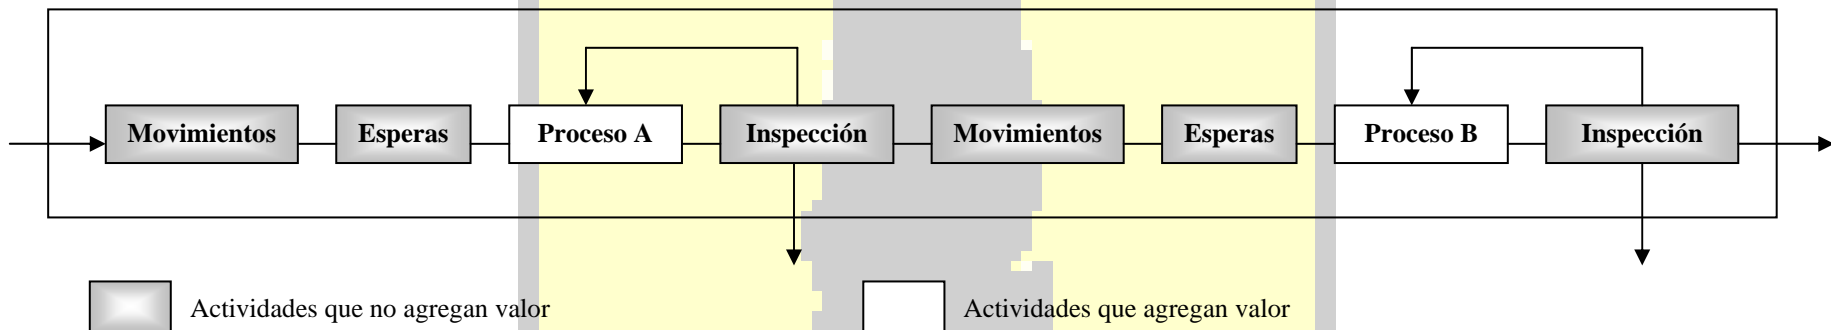 Movimientos Esperas Proceso A Inspección Movimientos Esperas Proceso B Inspección
Actividades que no agregan valor Actividades que agregan valor